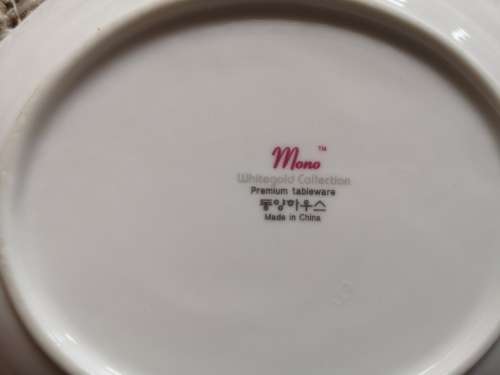 Mono™
Whitegold Collection
Premium tableware
동양하우스
Made in China